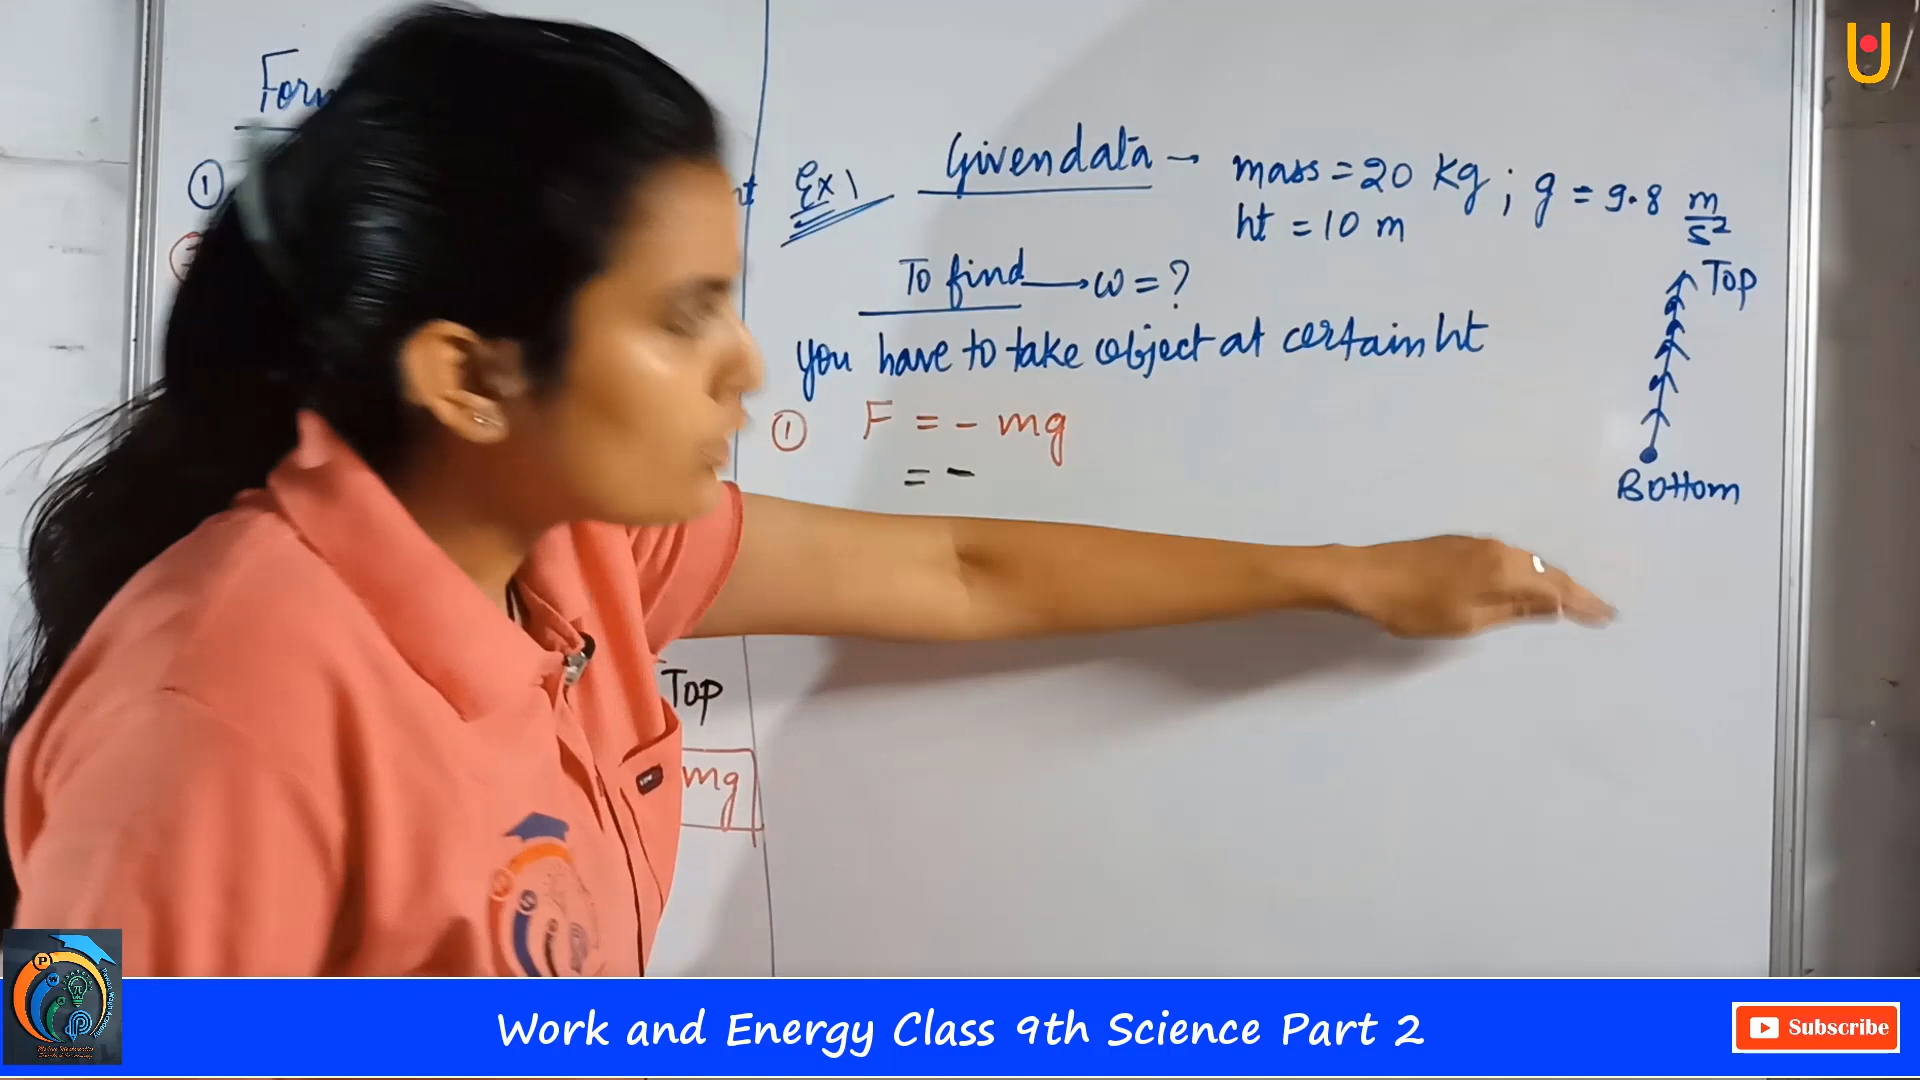 ①
Ex 1
Given data → mass = 20 Kg ; g = 9.8 m/s²
ht = 10 m
To find → w = ?
Top
you have to take object at certain ht
① F = - mg
= -
Bottom
Top
mg
Work and Energy Class 9th Science Part 2
Subscribe